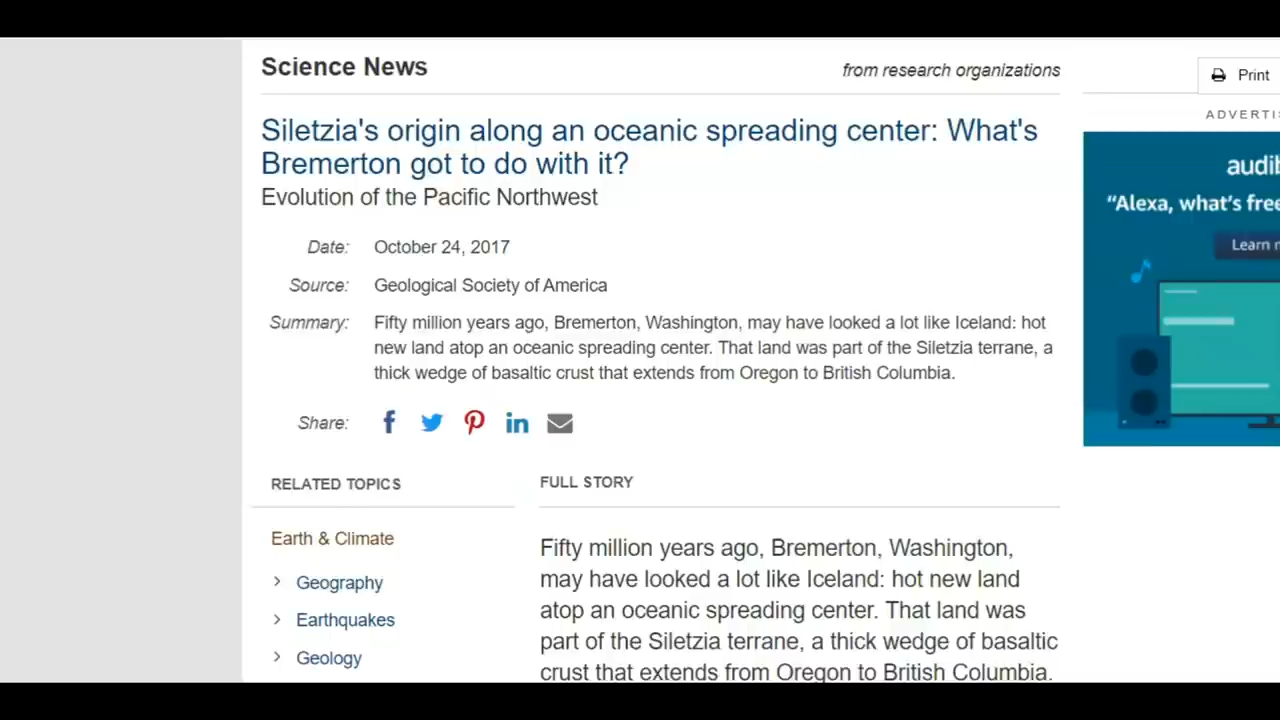 Science News
from research organizations
Print
Siletzia's origin along an oceanic spreading center: What's
Bremerton got to do with it?
Evolution of the Pacific Northwest
Date: October 24, 2017
Source: Geological Society of America
Summary: Fifty million years ago, Bremerton, Washington, may have looked a lot like Iceland: hot
new land atop an oceanic spreading center. That land was part of the Siletzia terrane, a
thick wedge of basaltic crust that extends from Oregon to British Columbia.
Share:
RELATED TOPICS
Earth & Climate
Geography
Earthquakes
Geology
FULL STORY
Fifty million years ago, Bremerton, Washington,
may have looked a lot like Iceland: hot new land
atop an oceanic spreading center. That land was
part of the Siletzia terrane, a thick wedge of basaltic
crust that extends from Oregon to British Columbia.
ADVERTI
audib
“Alexa, what’s free
Learn